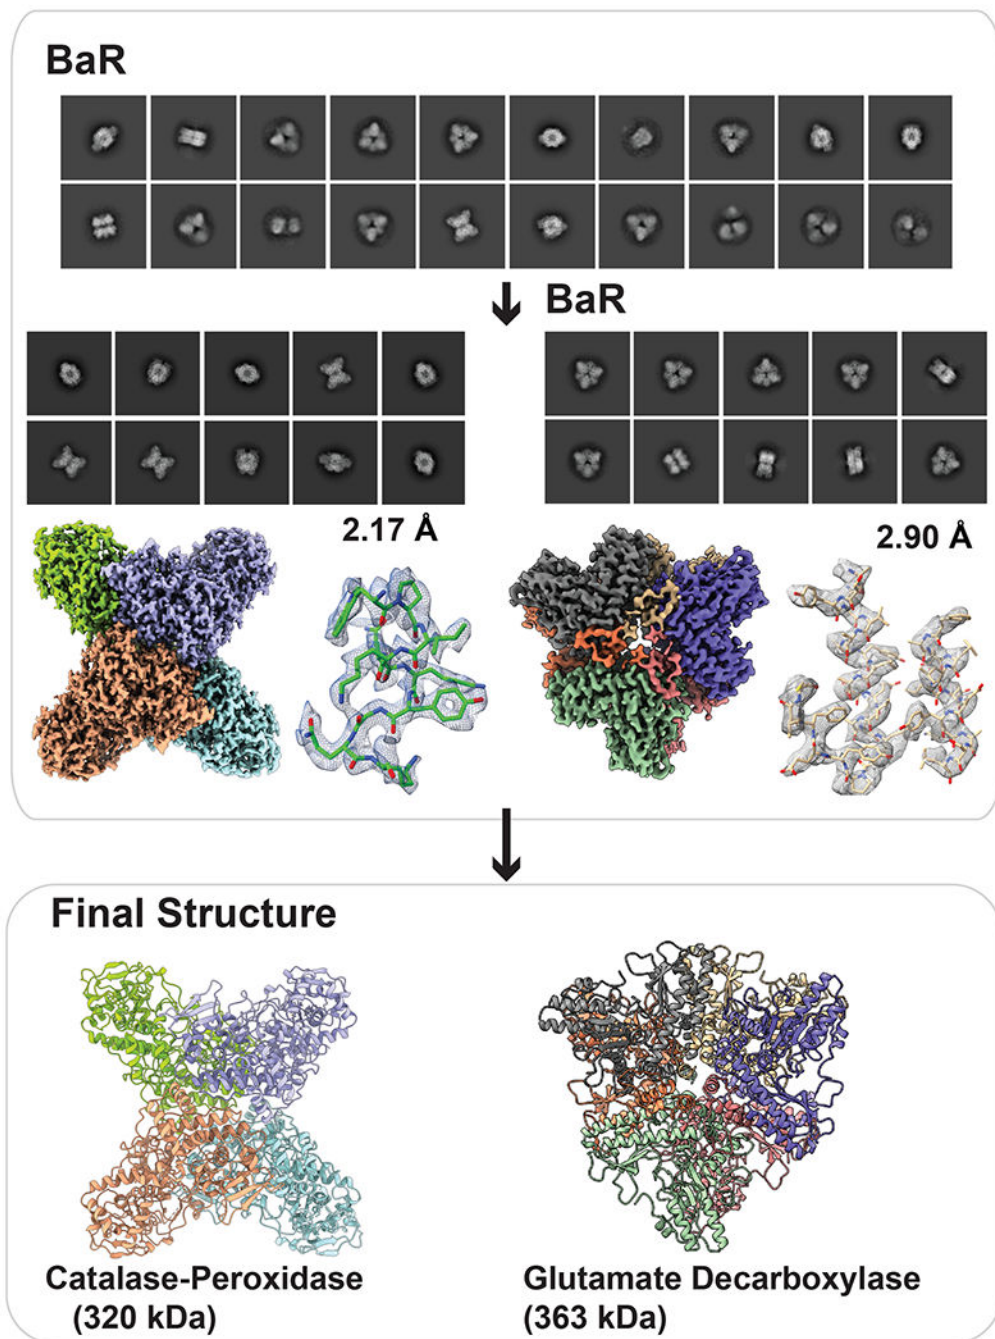 BaR
BaR
2.17 Å
2.90 Å
Final Structure
Catalase-Peroxidase
(320 kDa)
Glutamate Decarboxylase
(363 kDa)